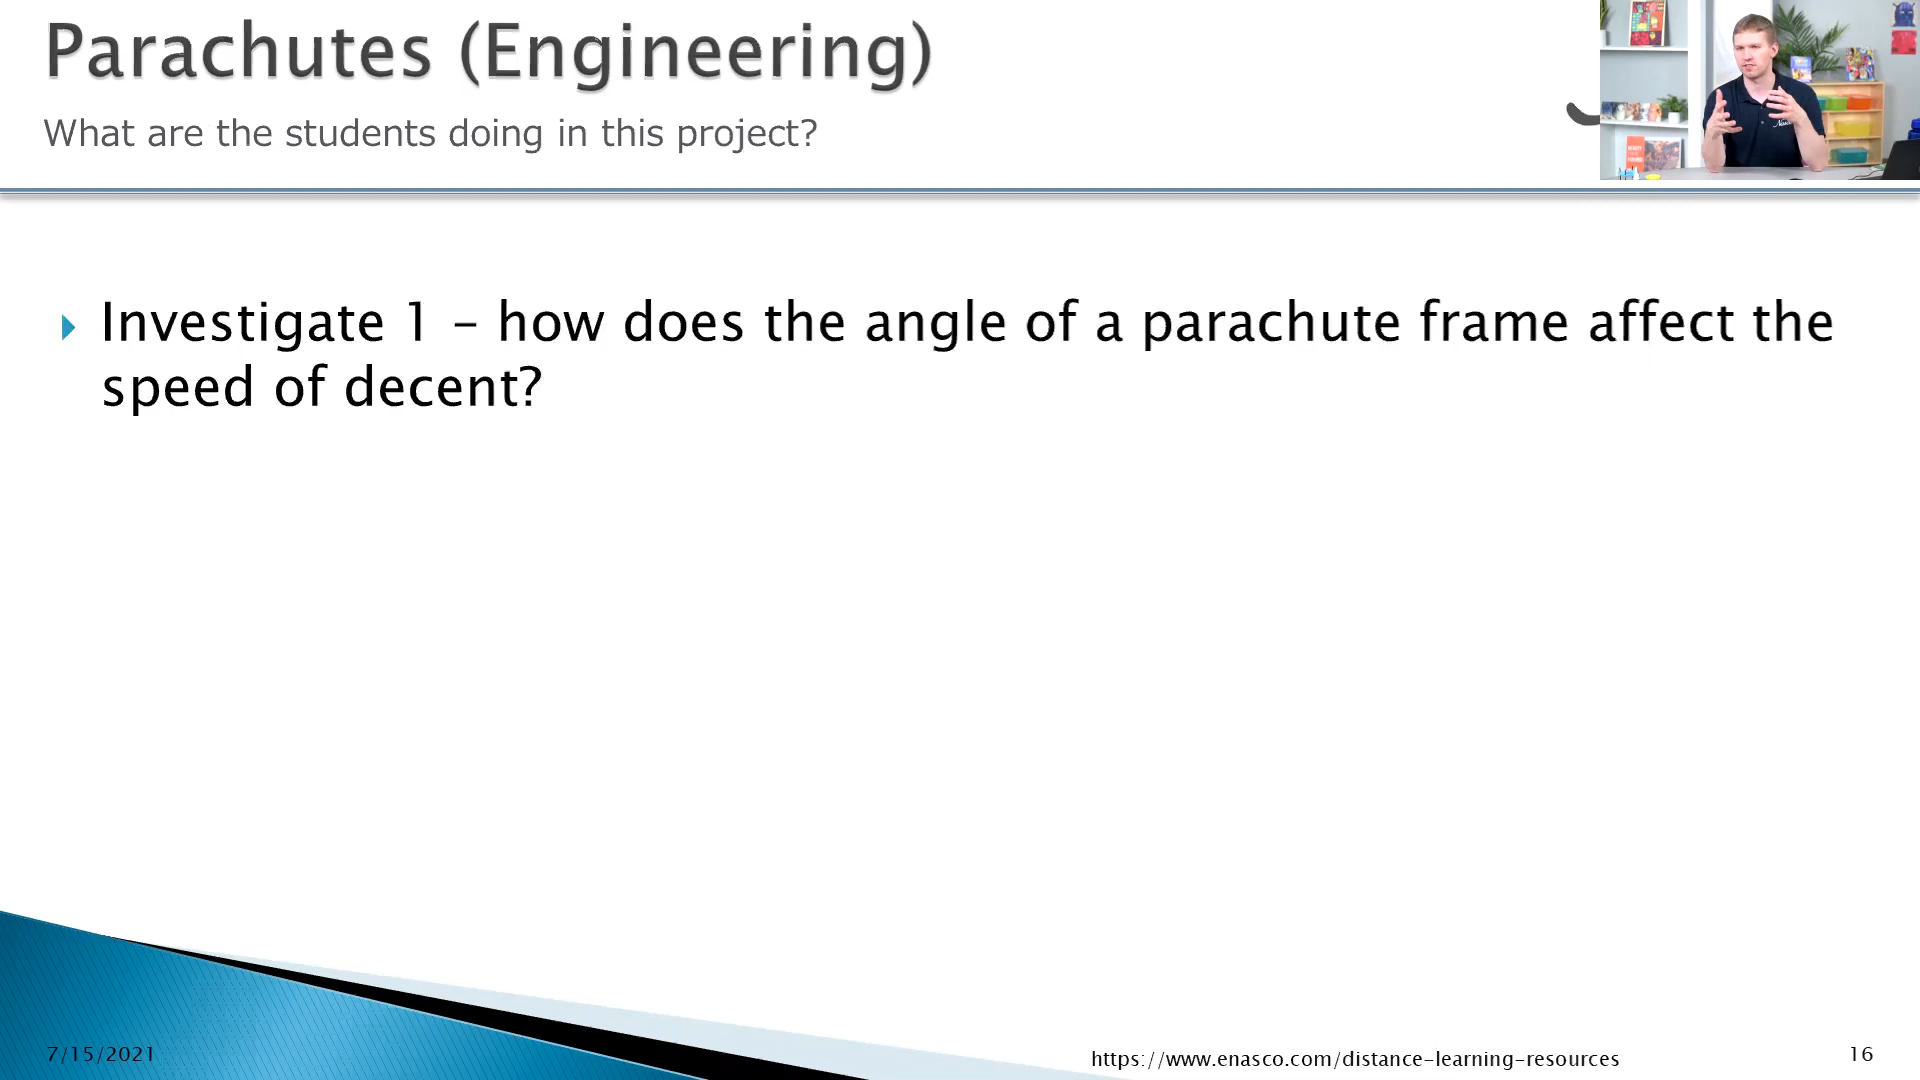 Parachutes (Engineering)
What are the students doing in this project?
Investigate 1 – how does the angle of a parachute frame affect the
speed of decent?
7/15/2021
https://www.enasco.com/distance-learning-resources
16